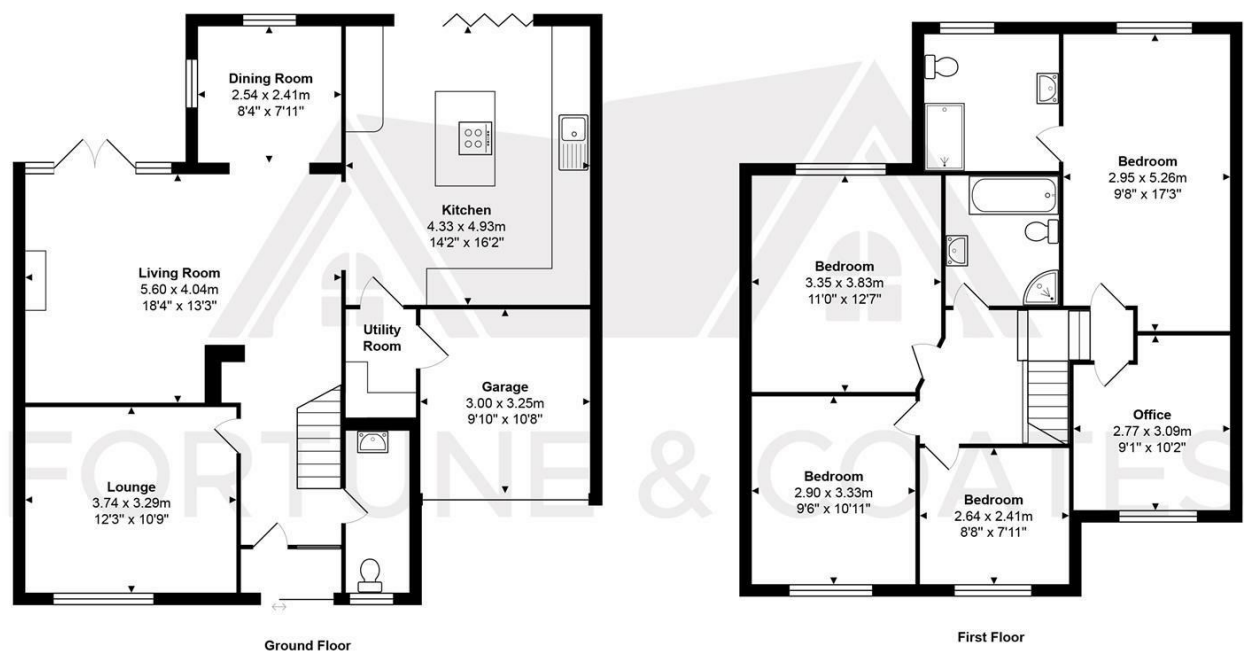 Dining Room
2.54 x 2.41m
8'4" x 7'11"
Kitchen
4.33 x 4.93m
14'2" x 16'2"
Living Room
5.60 x 4.04m
18'4" x 13'3"
Utility
Room
Garage
3.00 x 3.25m
9'10" x 10'8"
Lounge
3.74 x 3.29m
12'3" x 10'9"
Ground Floor
Bedroom
2.95 x 5.26m
9'8" x 17'3"
Bedroom
3.35 x 3.83m
11'0" x 12'7"
Office
2.77 x 3.09m
9'1" x 10'2"
Bedroom
2.90 x 3.33m
9'6" x 10'11"
Bedroom
2.64 x 2.41m
8'8" x 7'11"
First Floor
FORTUNE & COATES